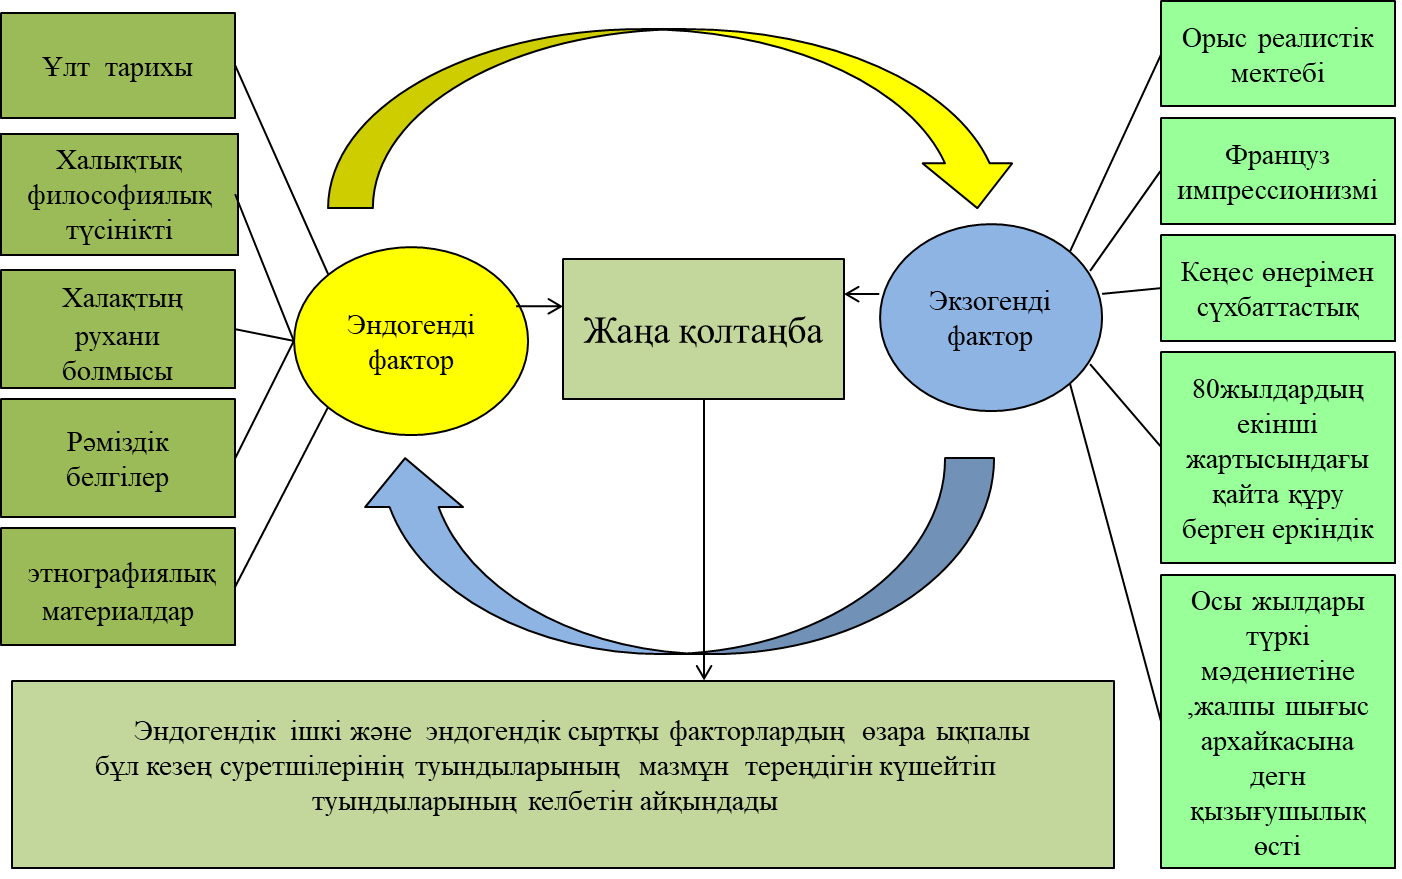 Ұлт тарихы
Халықтық
философиялық
түсінікті
Халақтың
рухани
болмысы
Рәміздік
белгілер
этнографиялық
материалдар
Эндогенді
фактор
Жаңа қолтаңба
Экзогенді
фактор
Орыс реалистік
мектебі
Француз
импрессионизмі
Кеңес өнерімен
сүхбаттастық
80жылдардың
екінші
жартысындағы
қайта құру
берген еркіндік
Осы жылдары
түркі
мәдениетіне
,жалпы шығыс
архайкасына
дегн
қызығушылық
өсті
Эндогендік ішкі және эндогендік сыртқы факторлардың өзара ықпалы
бұл кезең суретшілерінің туындыларының мазмұн тереңдігін күшейтіп
туындыларының келбетін айқындады